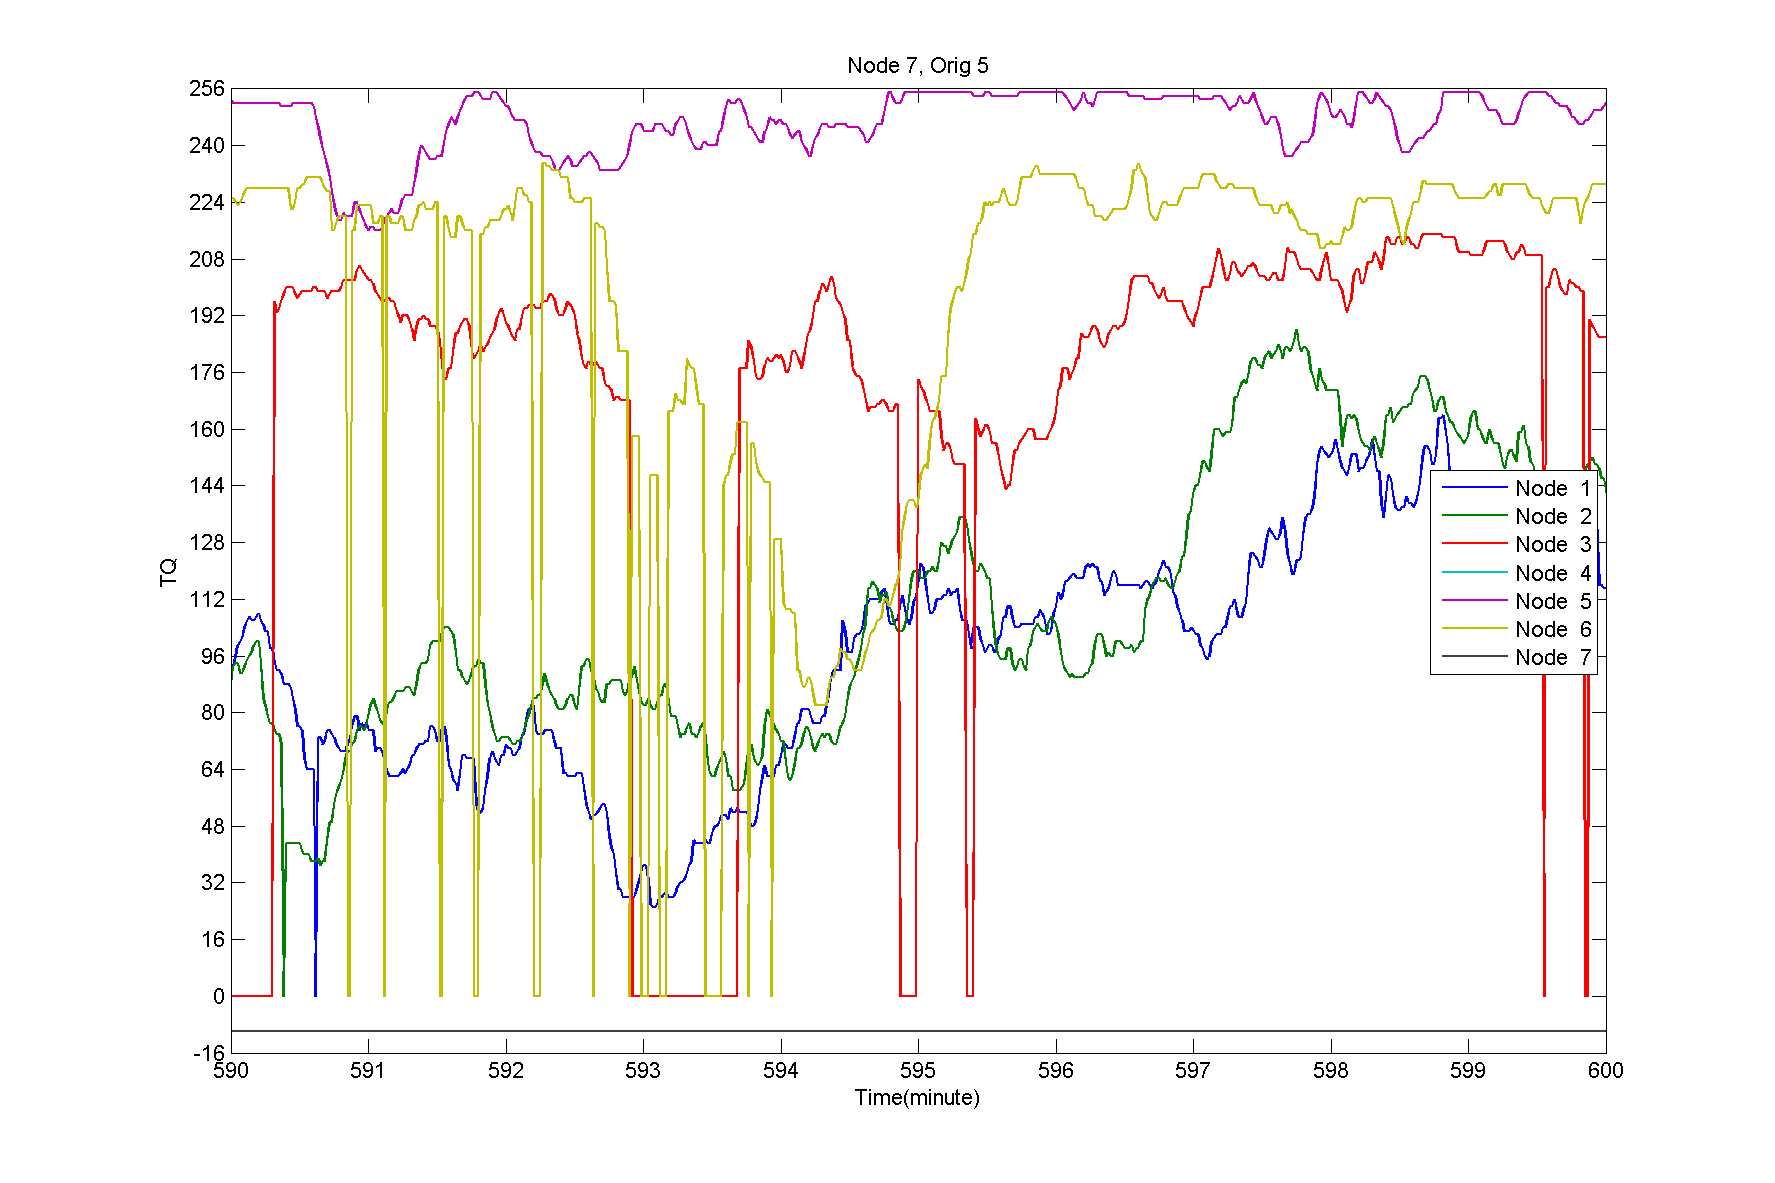 Node 7, Orig 5
256
240
224
208
192
176
160
144
128
112
96
80
64
48
32
16
0
-16
TQ
Node 1
Node 2
Node 3
Node 4
Node 5
Node 6
Node 7
590 591 592 593 594 595 596 597 598 599 600
Time(minute)